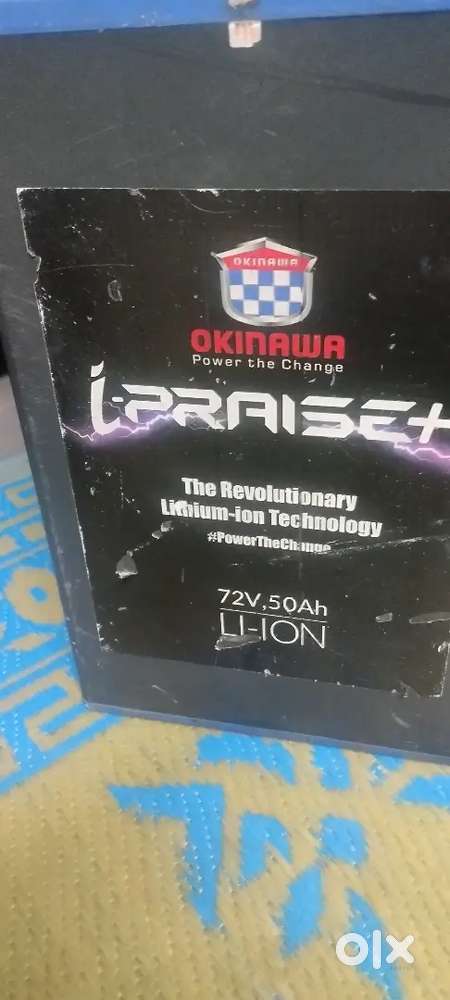 OKINAWA
OKINAWA
Power the Change
i-PRAISE+
The Revolutionary
Lithium-ion Technology
#PowerTheChange
72V,50Ah
LI-ION
olx